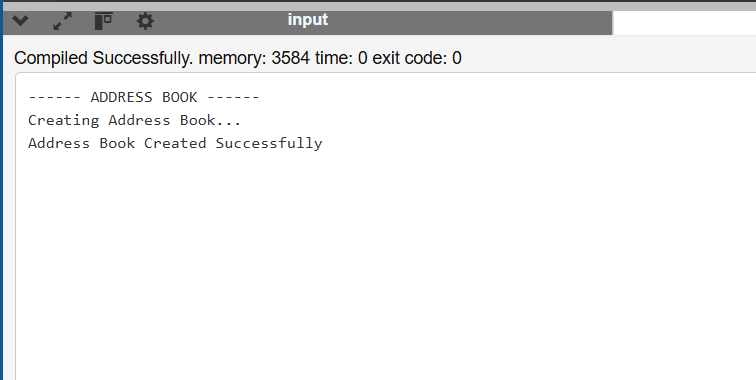 input
Compiled Successfully. memory: 3584 time: 0 exit code: 0
------ ADDRESS BOOK ------
Creating Address Book...
Address Book Created Successfully